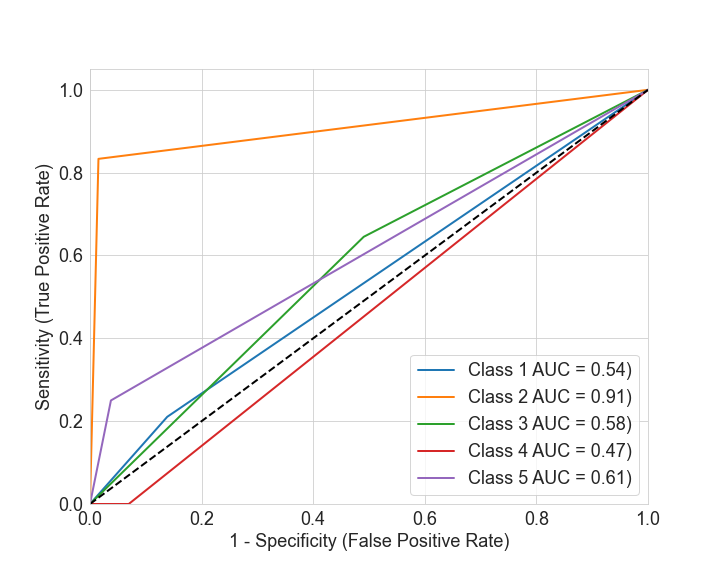 1.0
0.8
0.6
0.4
0.2
0.0
Sensitivity (True Positive Rate)
Class 1 AUC = 0.54)
Class 2 AUC = 0.91)
Class 3 AUC = 0.58)
Class 4 AUC = 0.47)
Class 5 AUC = 0.61)
0.0 0.2 0.4 0.6 0.8 1.0
1 - Specificity (False Positive Rate)